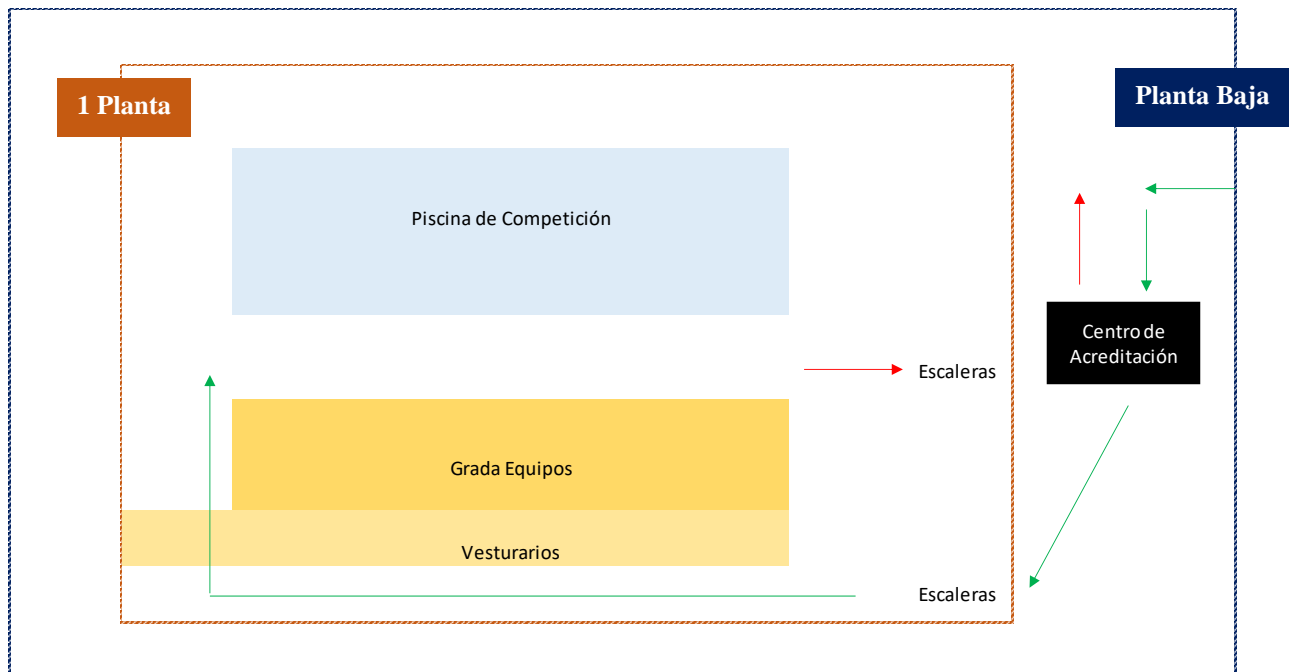 1 Planta
Planta Baja
Piscina de Competición
Centro de
Acreditación
Escaleras
Grada Equipos
Vesturarios
Escaleras